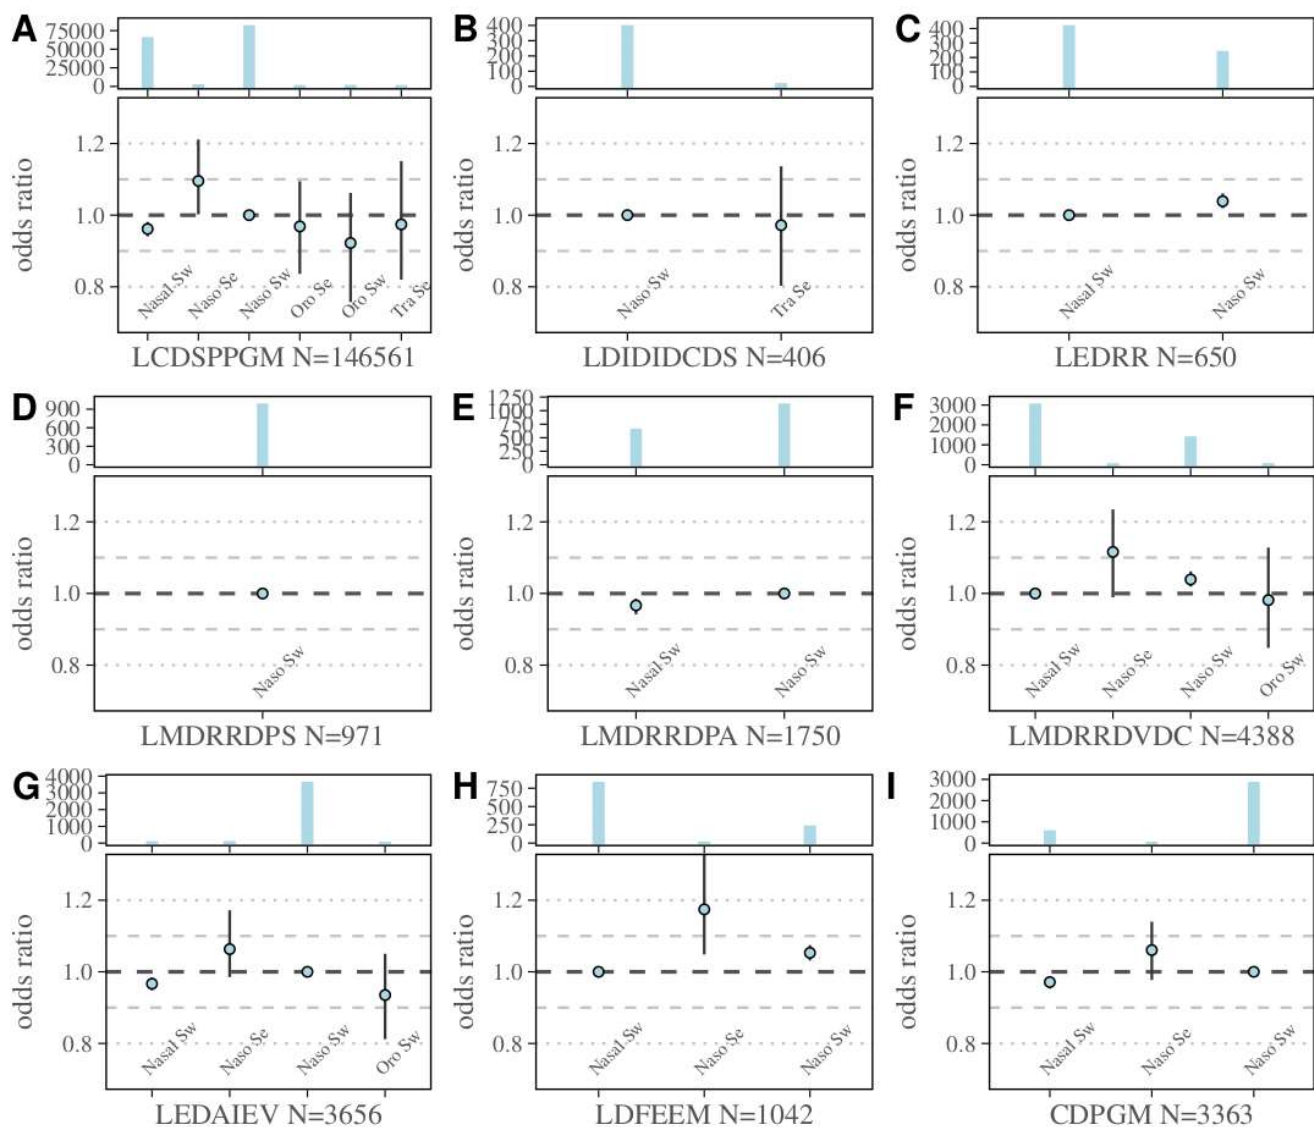 A
75000
50000
25000
0
odds ratio
1.2
1.0
0.8
Nasal Sw
Naso Se
Naso Sw
Oro Se
Oro Sw
Tra Se
LCDSPPGM N=146561
B
400
300
200
100
0
odds ratio
1.2
1.0
0.8
Naso Sw
Tra Se
LDIDIDCDS N=406
C
400
300
200
100
0
odds ratio
1.2
1.0
0.8
Nasal Sw
Naso Sw
LEDRR N=650
D
900
600
300
0
odds ratio
1.2
1.0
0.8
Naso Sw
LMDRRDPS N=971
E
1250
1000
750
500
250
0
odds ratio
1.2
1.0
0.8
Nasal Sw
Naso Sw
LMDRRDPA N=1750
F
3000
2000
1000
0
odds ratio
1.2
1.0
0.8
Nasal Sw
Naso Se
Naso Sw
Oro Sw
LMDRRDVDC N=4388
G
4000
3000
2000
1000
0
odds ratio
1.2
1.0
0.8
Nasal Sw
Naso Se
Naso Sw
Oro Sw
LEDAIEV N=3656
H
750
500
250
0
odds ratio
1.2
1.0
0.8
Nasal Sw
Naso Se
Naso Sw
LDFEEM N=1042
I
3000
2000
1000
0
odds ratio
1.2
1.0
0.8
Nasal Sw
Naso Se
Naso Sw
CDPGM N=3363